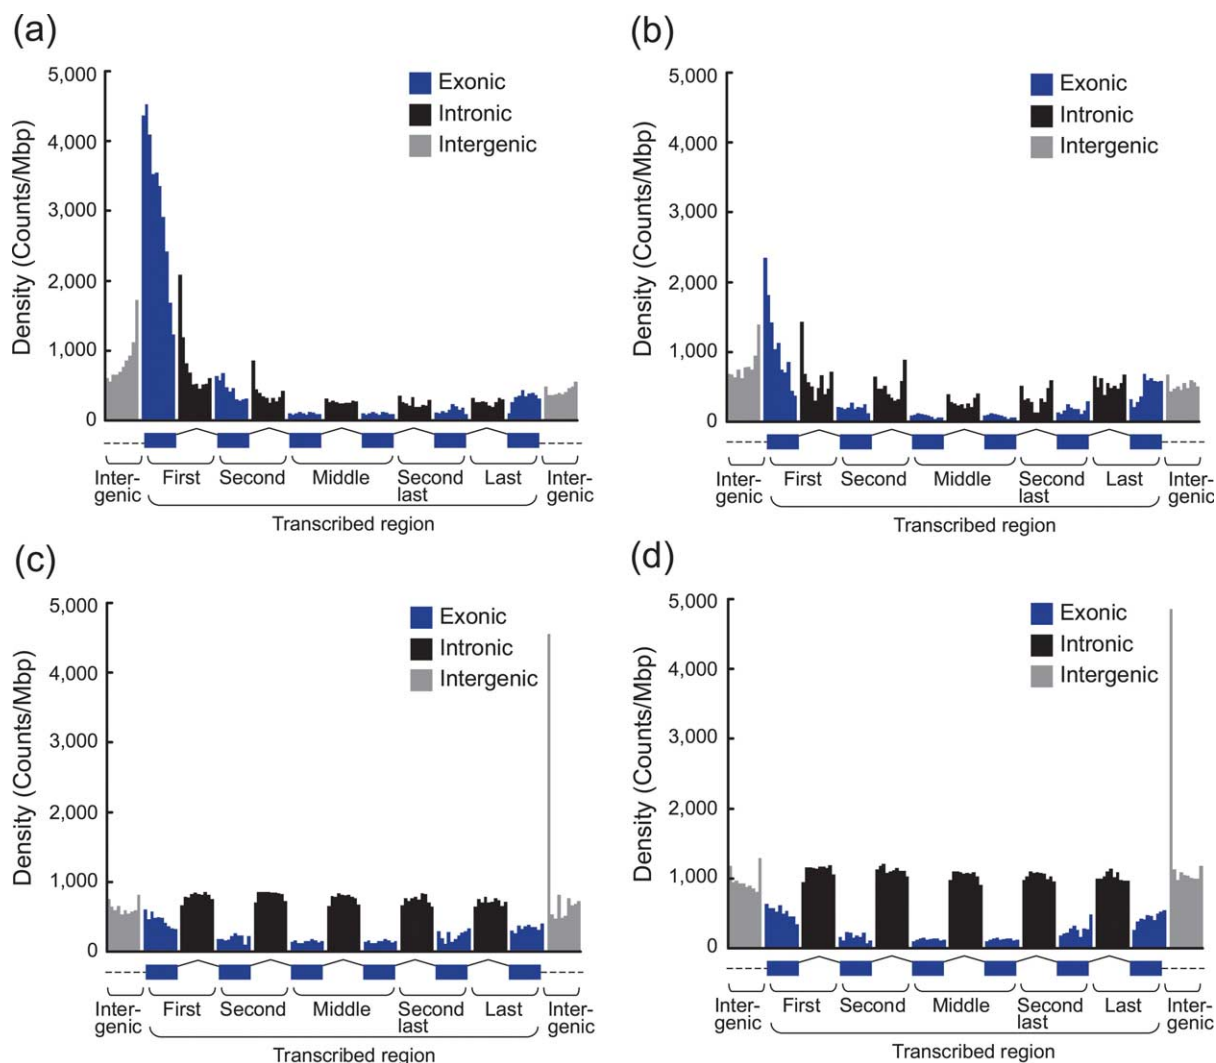 (a)
5,000
4,000
3,000
2,000
1,000
0
Density (Counts/Mbp)
Exonic
Intronic
Intergenic
Inter-
genic
First
Second
Middle
Second
last
Last
Inter-
genic
Transcribed region
(b)
5,000
4,000
3,000
2,000
1,000
0
Density (Counts/Mbp)
Exonic
Intronic
Intergenic
Inter-
genic
First
Second
Middle
Second
last
Last
Inter-
genic
Transcribed region
(c)
5,000
4,000
3,000
2,000
1,000
0
Density (Counts/Mbp)
Exonic
Intronic
Intergenic
Inter-
genic
First
Second
Middle
Second
last
Last
Inter-
genic
Transcribed region
(d)
5,000
4,000
3,000
2,000
1,000
0
Density (Counts/Mbp)
Exonic
Intronic
Intergenic
Inter-
genic
First
Second
Middle
Second
last
Last
Inter-
genic
Transcribed region